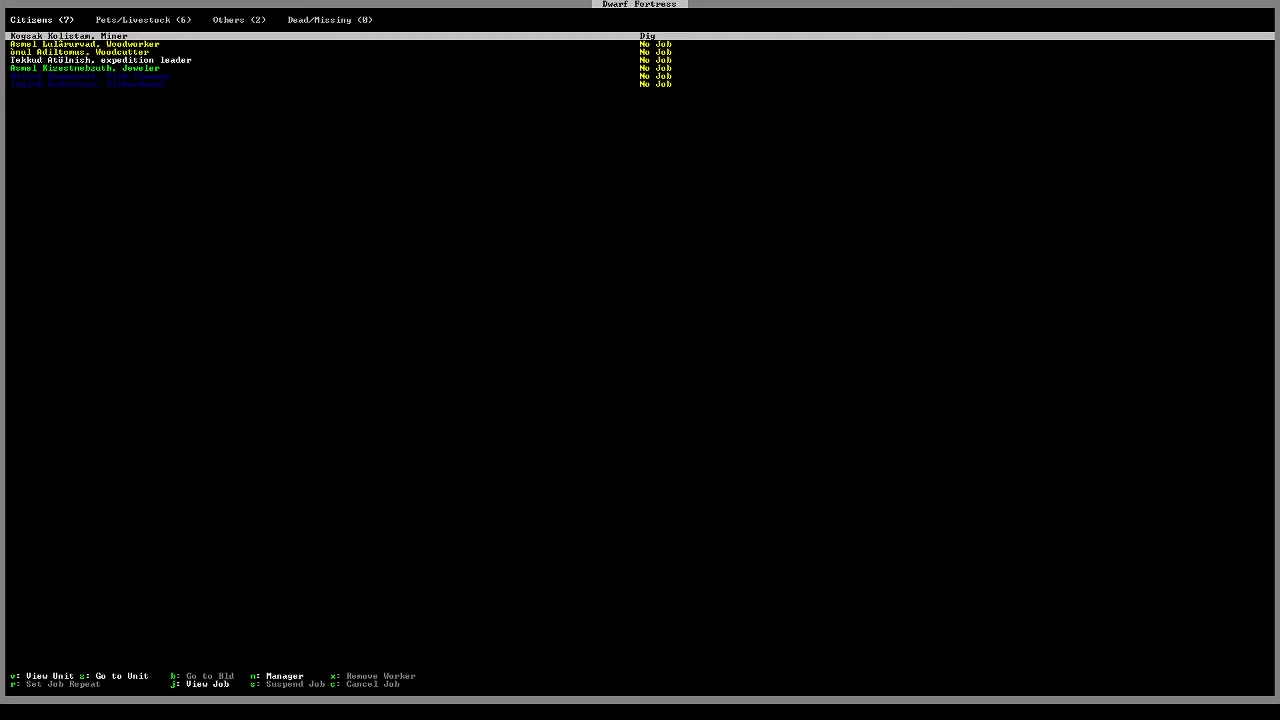 Dwarf Fortress
Citizens (7) Pets/Livestock (6) Others (2) Dead/Missing (0)
Kogsak Kolistam, Miner Dig
Asmel Lularurvad, Woodworker No Job
Adiltomus, Woodcutter No Job
Tekkud Atölnish, expedition leader No Job
Asmel Kizestnebzuth, Jeweler No Job
No Job
No Job
v: View Unit z: Go to Unit b: Go to Bld m: Manager x: Remove Worker
r: Set Job Repeat j: View Job s: Suspend Job c: Cancel Job